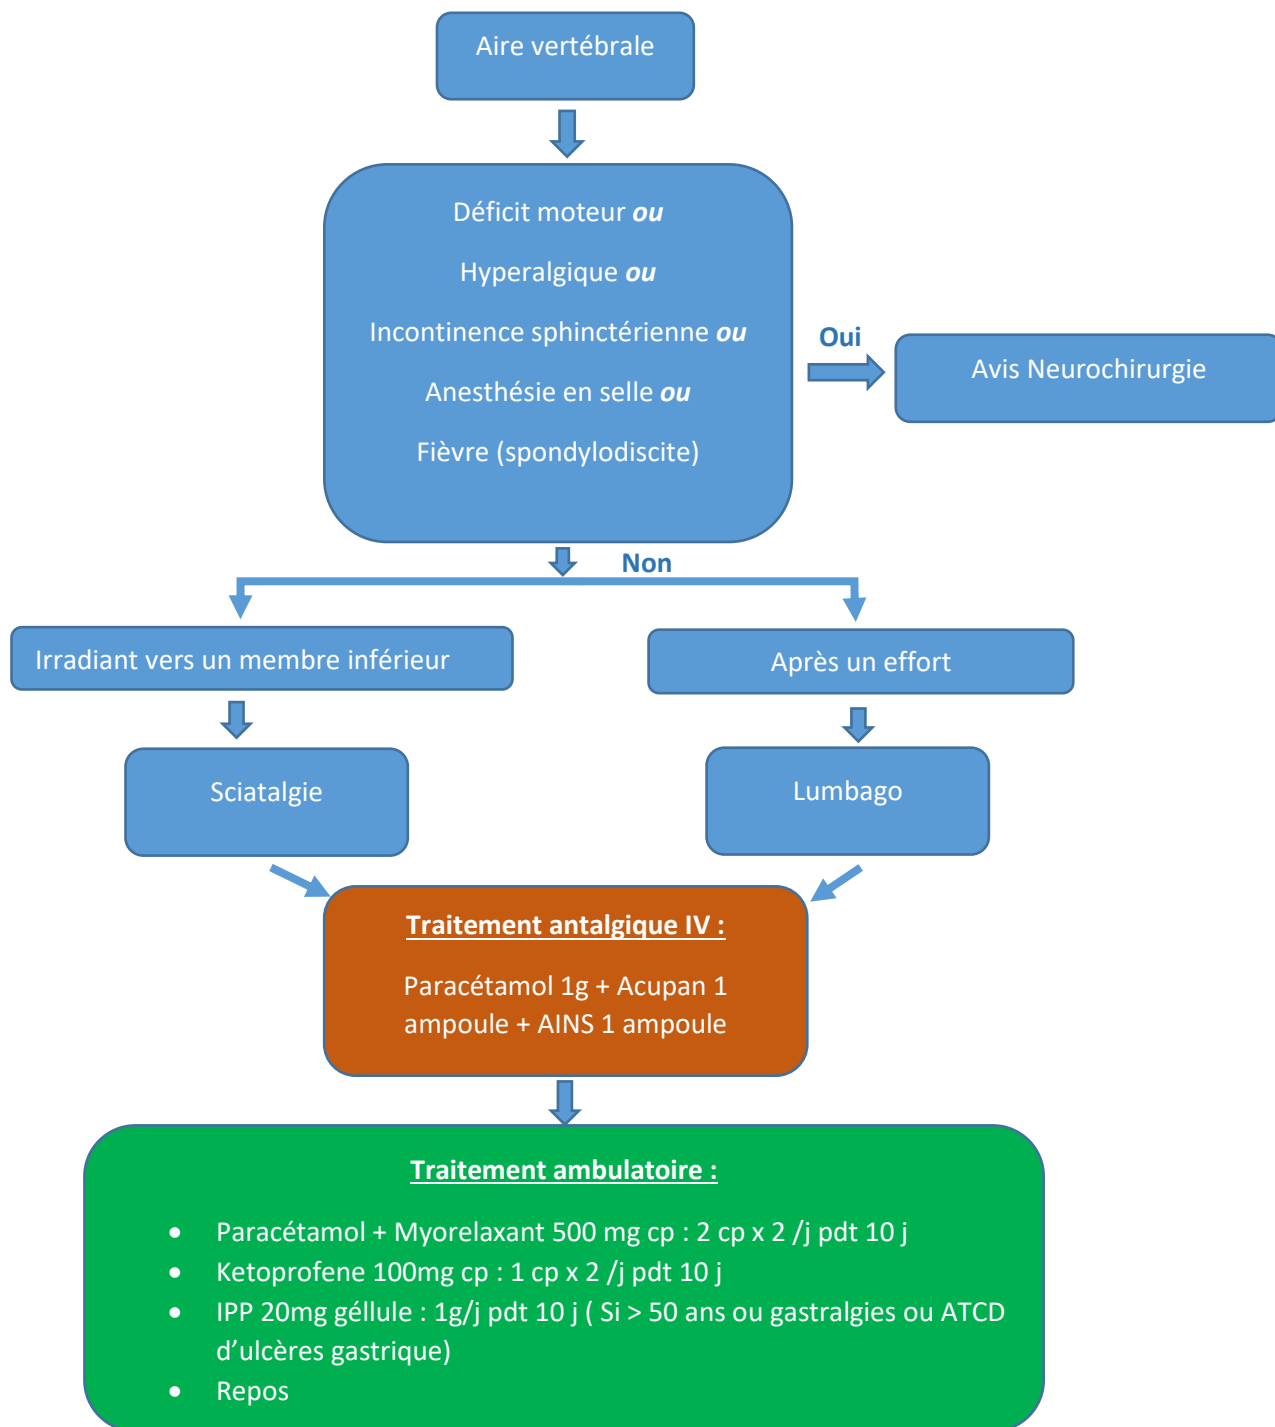 Aire vertébrale
Déficit moteur ou
Hyperalgique ou
Incontinence sphinctérienne ou
Anesthésie en selle ou
Fièvre (spondylodiscite)
Oui
Avis Neurochirurgie
Non
Irradiant vers un membre inférieur
Après un effort
Sciatalgie
Lumbago
Traitement antalgique IV :
Paracétamol 1g + Acupan 1
ampoule + AINS 1 ampoule
Traitement ambulatoire :
• Paracétamol + Myorelaxant 500 mg cp : 2 cp x 2 /j pdt 10 j
• Ketoprofene 100mg cp : 1 cp x 2 /j pdt 10 j
• IPP 20mg géllule : 1g/j pdt 10 j ( Si > 50 ans ou gastralgies ou ATCD
d’ulcères gastrique)
• Repos